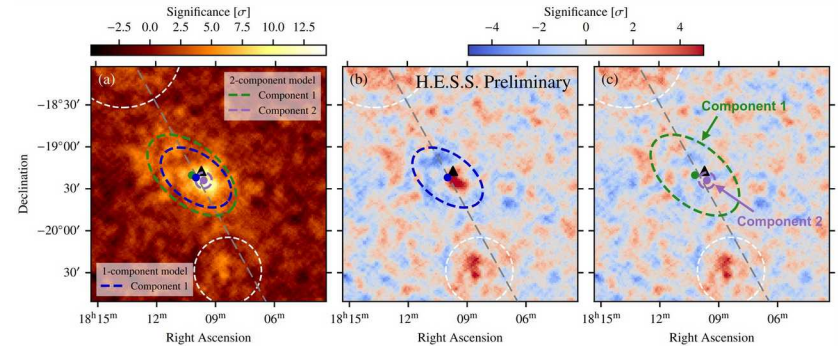 Significance [σ]
−2.5 0.0 2.5 5.0 7.5 10.0 12.5
Significance [σ]
−4 −2 0 2 4
(a)
2-component model
Component 1
Component 2
1-component model
Component 1
(b)
H.E.S.S. Preliminary
(c)
Component 1
Component 2
Declination
−18°30′
−19°00′
30′
−20°00′
30′
18h15m 12m 09m 06m
18h15m 12m 09m 06m
18h15m 12m 09m 06m
Right Ascension
Right Ascension
Right Ascension